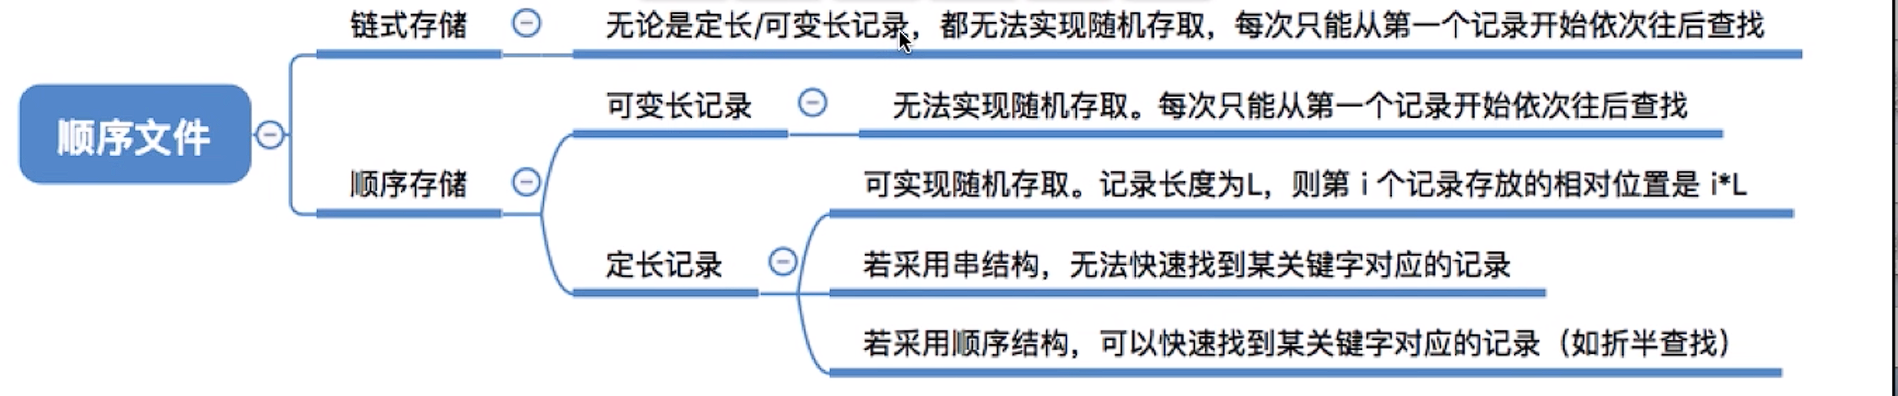 顺序文件
链式存储
无论是定长/可变长记录，都无法实现随机存取，每次只能从第一个记录开始依次往后查找
顺序存储
可变长记录
无法实现随机存取。每次只能从第一个记录开始依次往后查找
定长记录
可实现随机存取。记录长度为L，则第 i 个记录存放的相对位置是 i*L
若采用串结构，无法快速找到某关键字对应的记录
若采用顺序结构，可以快速找到某关键字对应的记录（如折半查找）